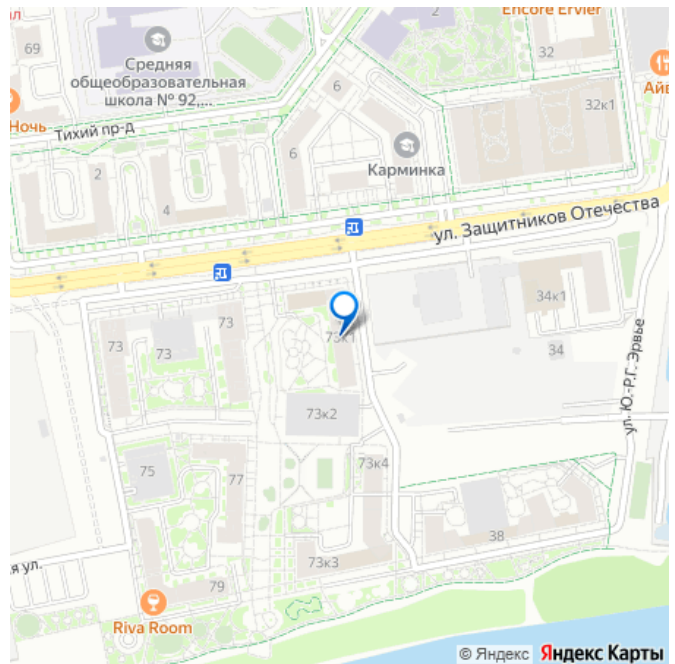 ал
69
Средняя
общеобразовательная
школа № 92,...
Ночь
Тихий пр-д
2
Encore Ervier
32
Айв
6
32к1
6
Карминка
2
4
ул. Защитников Отечества
34к1
34
ул. Ю.-Р.Г. Эрвье
73
73
73
73к1
73к2
73к4
75
77
38
73к3
79
я ул.
Riva Room
© Яндекс Яндекс Карты